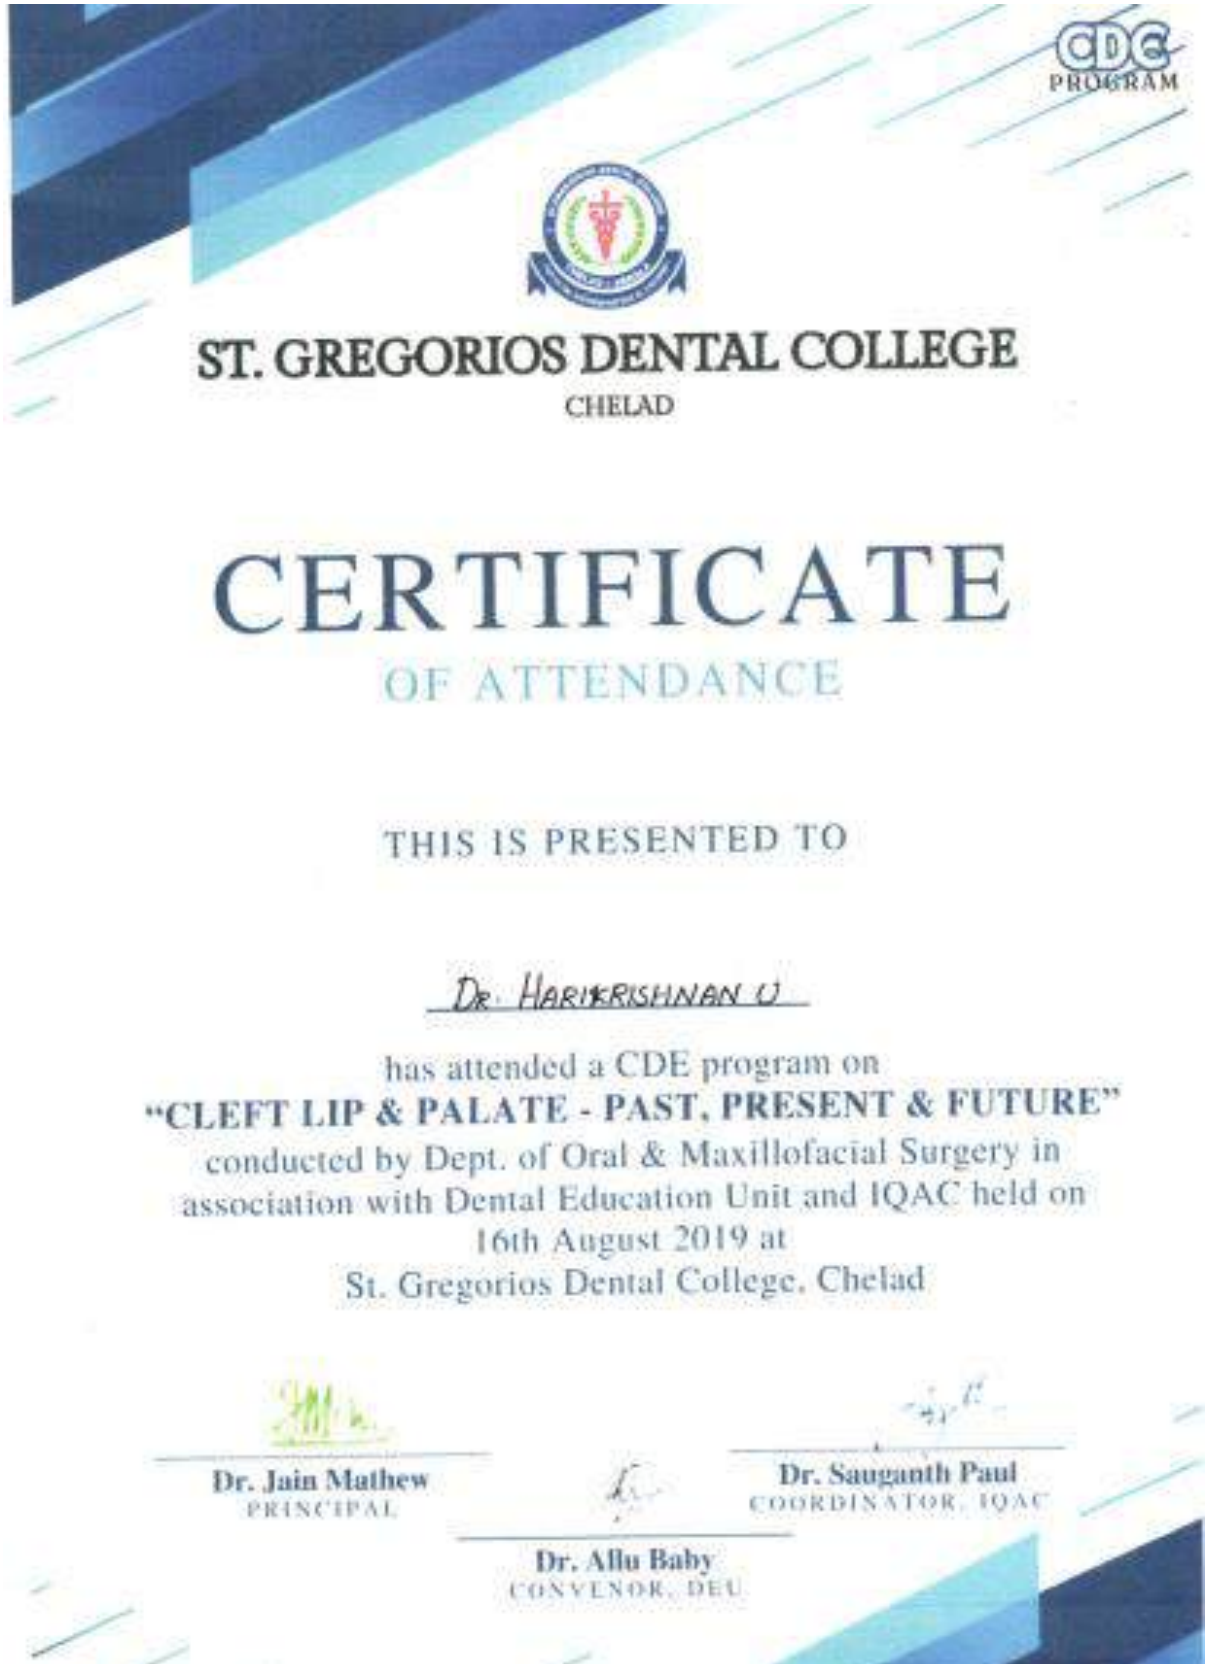 CDC
PROGRAM
ST. GREGORIOS DENTAL COLLEGE
CHELAD
CERTIFICATE
OF ATTENDANCE
THIS IS PRESENTED TO
DR. HARIKRISHNAN U
has attended a CDE program on
“CLEFT LIP & PALATE - PAST, PRESENT & FUTURE”
conducted by Dept. of Oral & Maxillofacial Surgery in
association with Dental Education Unit and IQAC held on
16th August 2019 at
St. Gregorios Dental College, Chelad
Dr. Jain Mathew
PRINCIPAL
Dr. Sauganth Paul
COORDINATOR, IQAC
Dr. Allu Baby
CONVENOR, DEU